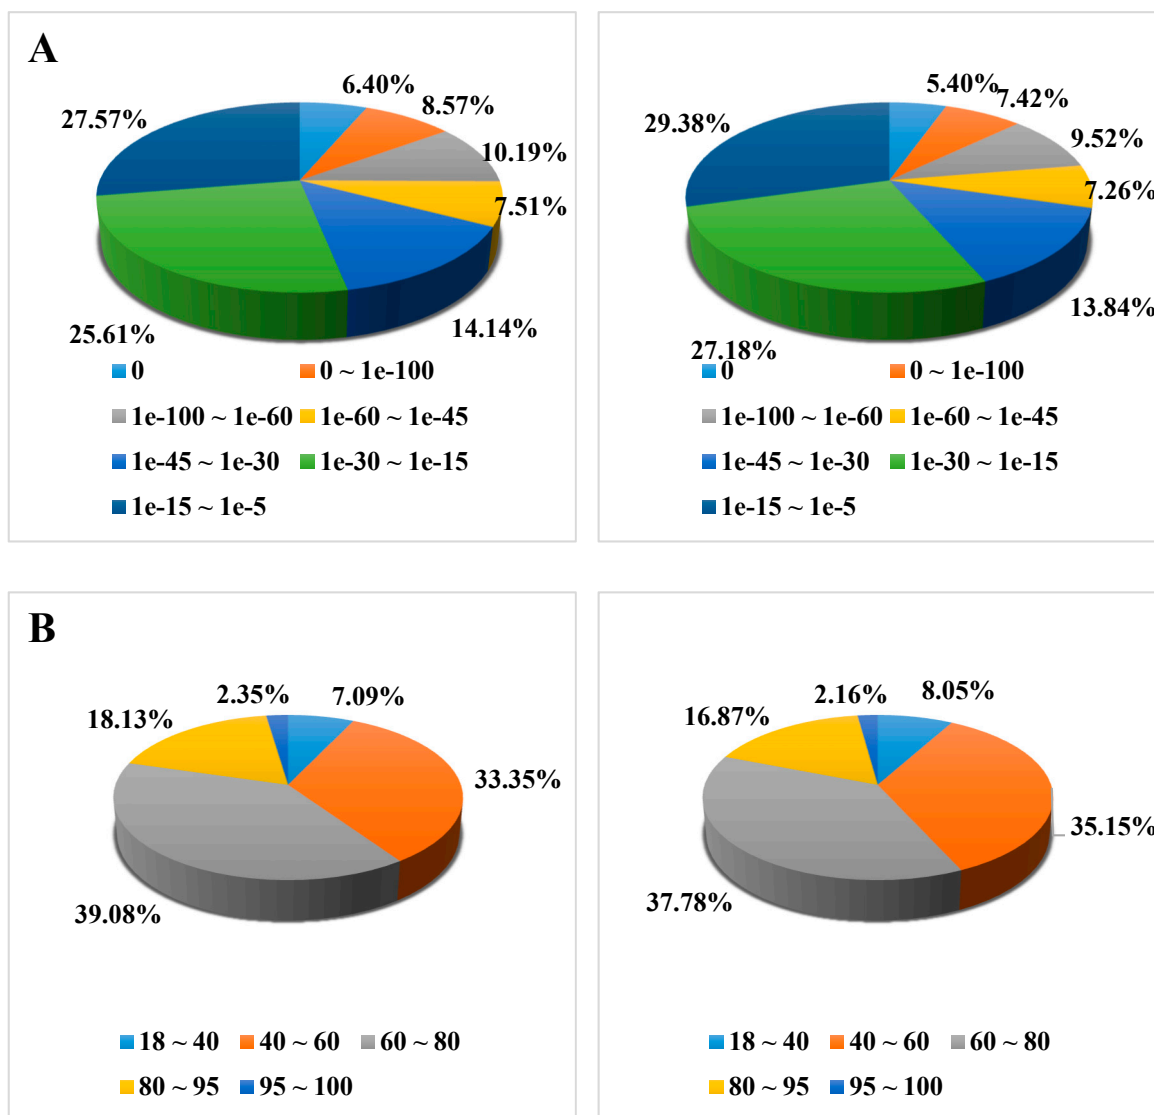 A
6.40%
8.57%
10.19%
7.51%
14.14%
25.61%
27.57%
0
0 ~ 1e-100
1e-100 ~ 1e-60
1e-60 ~ 1e-45
1e-45 ~ 1e-30
1e-30 ~ 1e-15
1e-15 ~ 1e-5
5.40%
7.42%
9.52%
7.26%
13.84%
27.18%
29.38%
0
0 ~ 1e-100
1e-100 ~ 1e-60
1e-60 ~ 1e-45
1e-45 ~ 1e-30
1e-30 ~ 1e-15
1e-15 ~ 1e-5
B
2.35%
7.09%
18.13%
33.35%
39.08%
18 ~ 40
40 ~ 60
60 ~ 80
80 ~ 95
95 ~ 100
2.16%
8.05%
16.87%
35.15%
37.78%
18 ~ 40
40 ~ 60
60 ~ 80
80 ~ 95
95 ~ 100